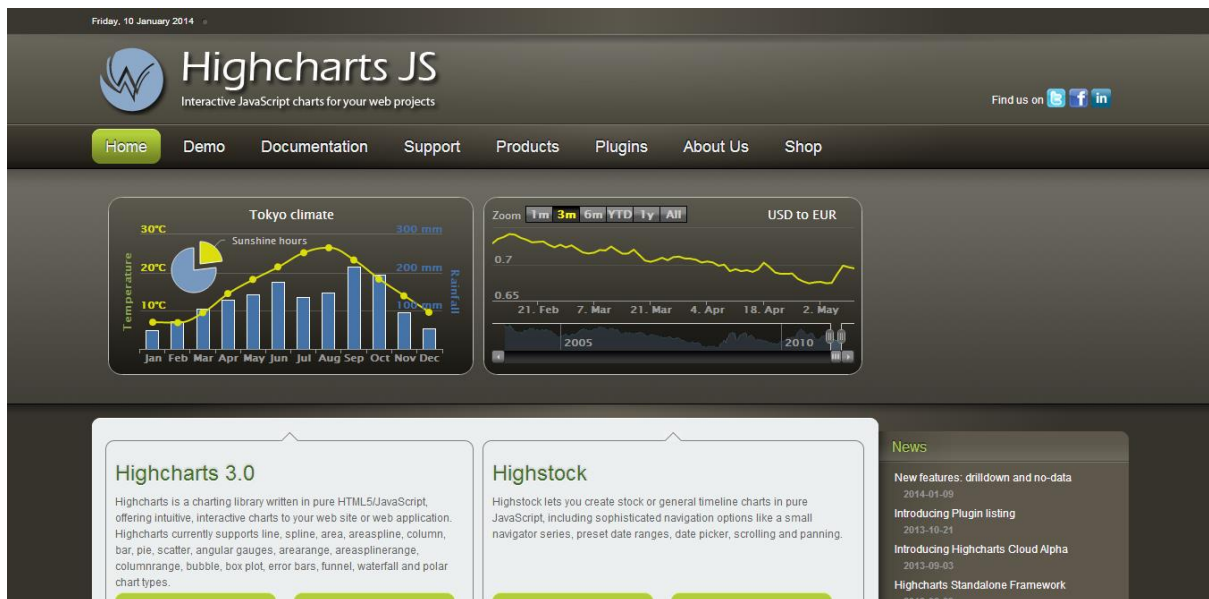 Friday, 10 January 2014
Highcharts JS
Interactive JavaScript charts for your web projects
Find us on
Home Demo Documentation Support Products Plugins About Us Shop
Tokyo climate
30°C 300 mm
Sunshine hours
20°C 200 mm
10°C 100 mm
Temperature
Rainfall
Jan Feb Mar Apr May Jun Jul Aug Sep Oct Nov Dec
Zoom 1m 3m 6m YTD 1y All USD to EUR
0.7
0.65
21. Feb 7. Mar 21. Mar 4. Apr 18. Apr 2. May
2005 2010
Highcharts 3.0
Highcharts is a charting library written in pure HTML5/JavaScript,
offering intuitive, interactive charts to your web site or web application.
Highcharts currently supports line, spline, area, areaspline, column,
bar, pie, scatter, angular gauges, arearange, areasplinerange,
columnrange, bubble, box plot, error bars, funnel, waterfall and polar
chart types.
Highstock
Highstock lets you create stock or general timeline charts in pure
JavaScript, including sophisticated navigation options like a small
navigator series, preset date ranges, date picker, scrolling and panning.
News
New features: drilldown and no-data
2014-01-09
Introducing Plugin listing
2013-10-21
Introducing Highcharts Cloud Alpha
2013-09-03
Highcharts Standalone Framework